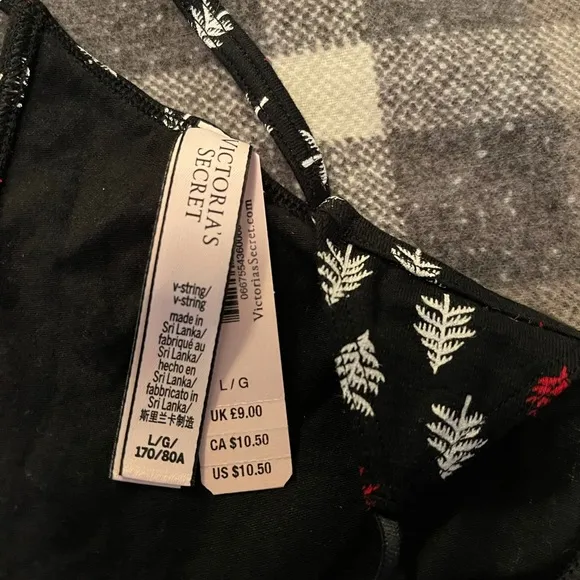 VICTORIA'S
SECRET
v-string/
v-string
made in
Sri Lanka/
fabriqué au
Sri Lanka/
hecho en
Sri Lanka/
fabbricato in
Sri Lanka/
斯里兰卡制造
L/G/
170/80A
VictoriasSecret.com
L / G
UK £9.00
CA $10.50
US $10.50